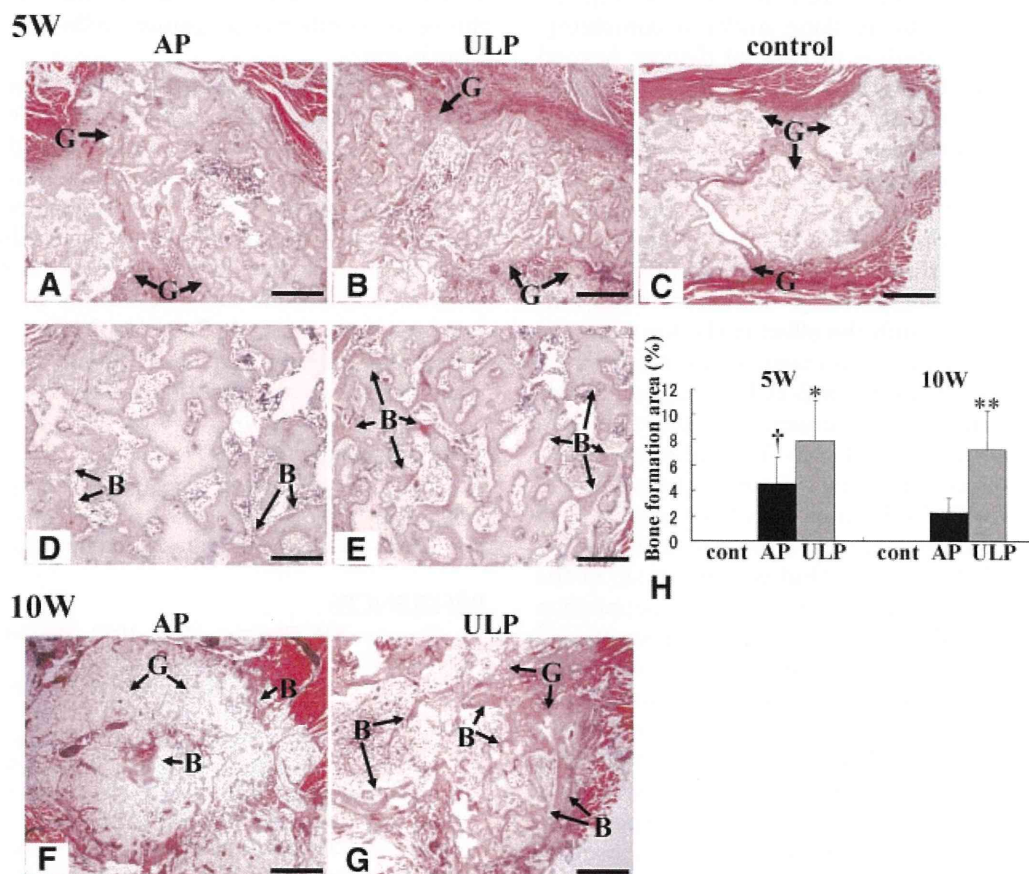 5W
AP ULP control
G G G
G G G
A B C
B B B B
D E
Bone formation area (%)
5W 10W
12
10
8
6
4
2
0
† * **
cont AP ULP cont AP ULP
H
10W
AP ULP
G B B
B G B B
F G